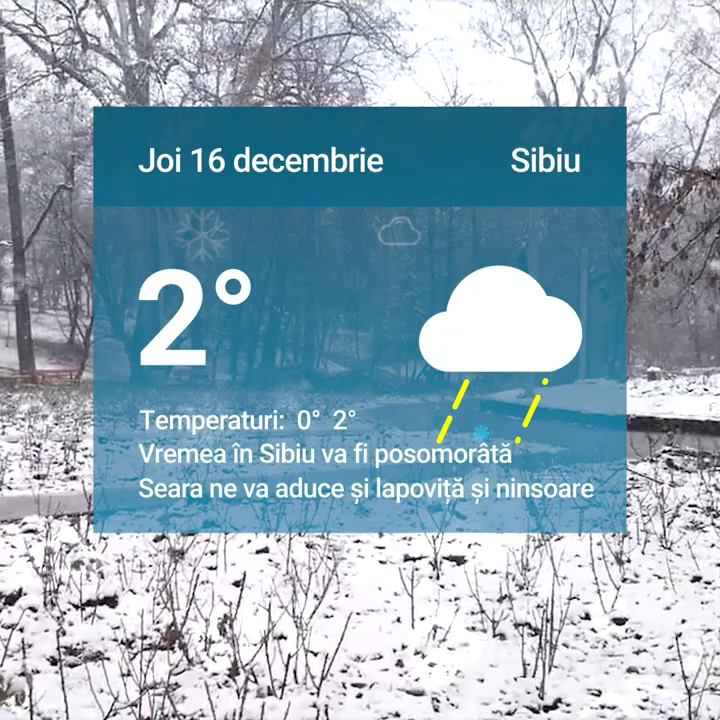 Joi 16 decembrie Sibiu
2°
Temperaturi: 0° 2°
Vremea în Sibiu va fi posomorâtă
Seara ne va aduce și lapoviță și ninsoare